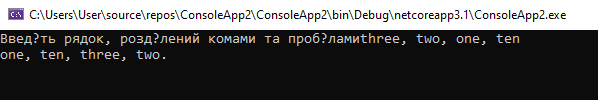 C:\Users\User\source\repos\ConsoleApp2\ConsoleApp2\bin\Debug\netcoreapp3.1\ConsoleApp2.exe
Введ?ть рядок, розд?лений комами та проб?ламиthree, two, one, ten
one, ten, three, two.